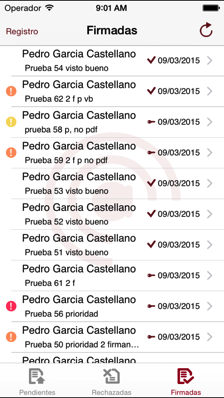 Operador 9:01 AM
Registro Firmadas
Pedro Garcia Castellano
Prueba 54 visto bueno 09/03/2015
Pedro Garcia Castellano
Prueba 62 2 f p vb 09/03/2015
Pedro Garcia Castellano
prueba 58 p, no pdf 09/03/2015
Pedro Garcia Castellano
Prueba 59 2 f p no pdf 09/03/2015
Pedro Garcia Castellano
Prueba 53 visto bueno 09/03/2015
Pedro Garcia Castellano
Prueba 52 visto bueno 09/03/2015
Pedro Garcia Castellano
Prueba 51 visto bueno 09/03/2015
Pedro Garcia Castellano
Prueba 61 2 f 09/03/2015
Pedro Garcia Castellano
Prueba 56 prioridad 09/03/2015
Pedro Garcia Castellano
Prueba 50 prioridad 2 firman... 09/03/2015
Pedro Garcia Castellano
Pendientes Rechazadas Firmadas